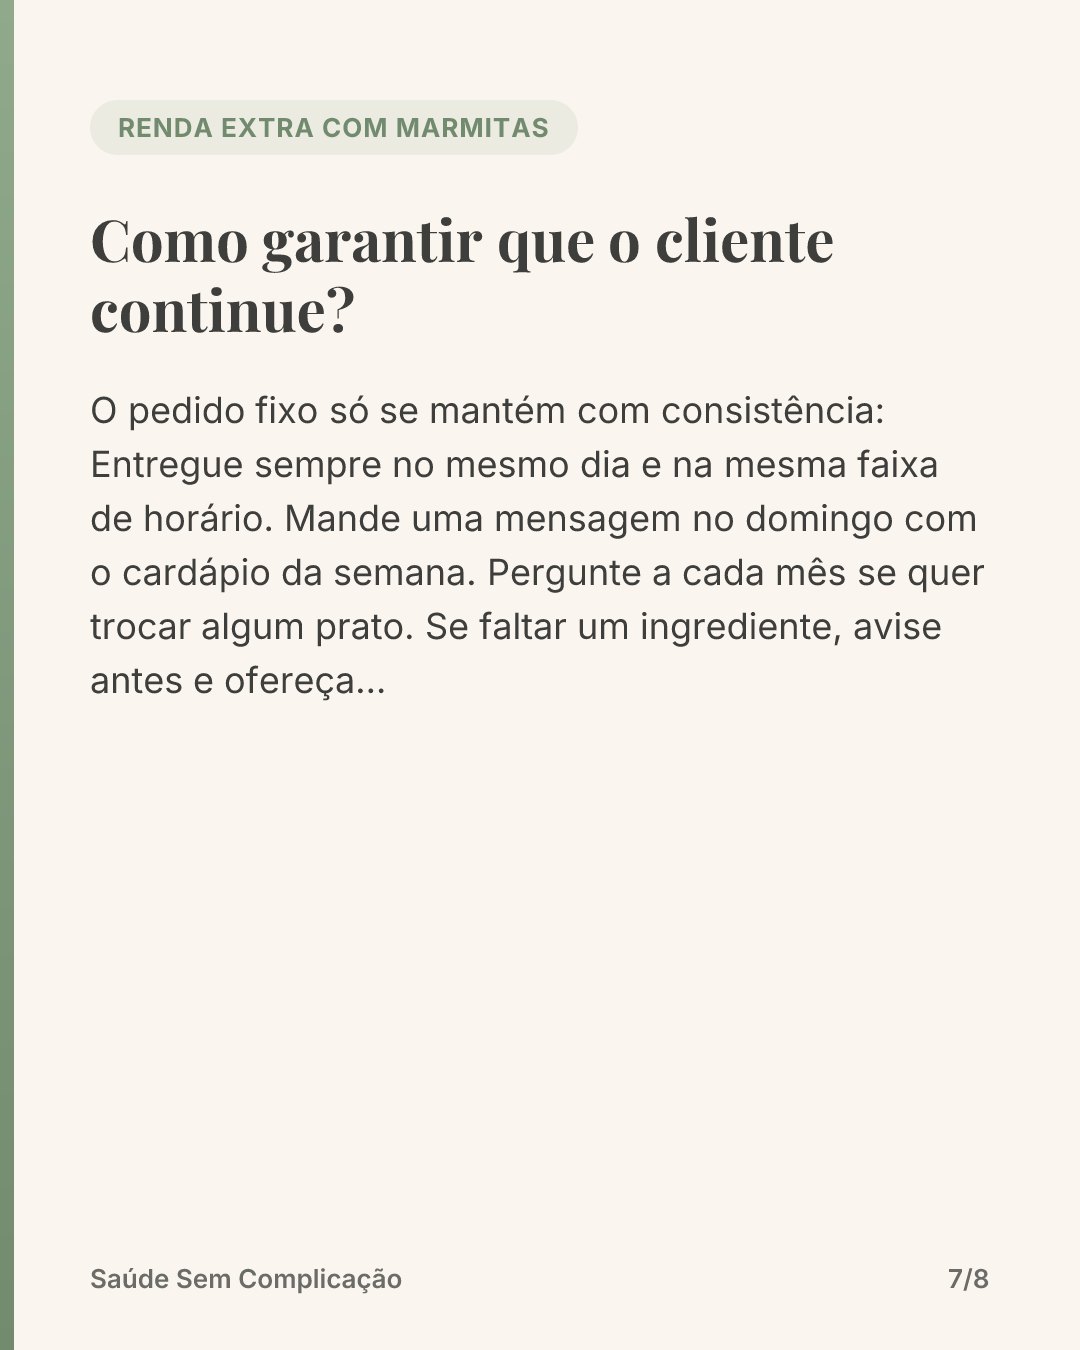 RENDA EXTRA COM MARMITAS
Como garantir que o cliente
continue?
O pedido fixo só se mantém com consistência:
Entregue sempre no mesmo dia e na mesma faixa
de horário. Mande uma mensagem no domingo com
o cardápio da semana. Pergunte a cada mês se quer
trocar algum prato. Se faltar um ingrediente, avise
antes e ofereça...
Saúde Sem Complicação
7/8